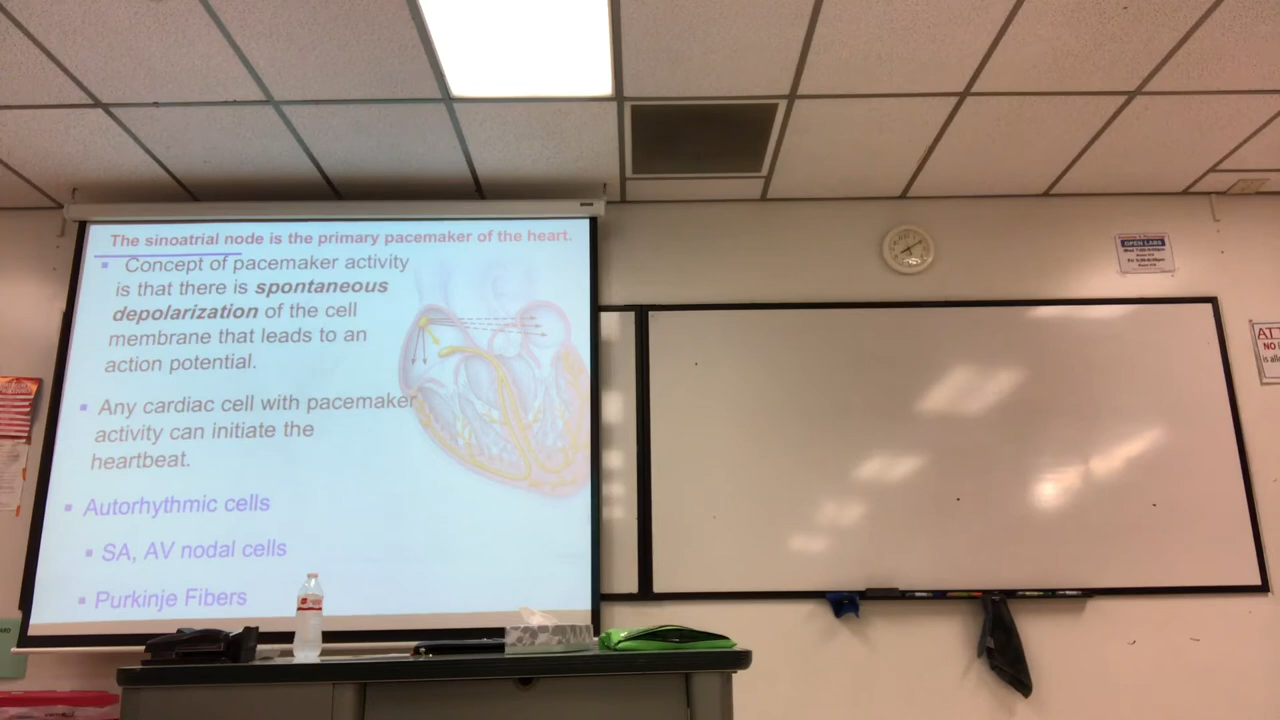 The sinoatrial node is the primary pacemaker of the heart.
Concept of pacemaker activity
is that there is spontaneous
depolarization of the cell
membrane that leads to an
action potential.
Any cardiac cell with pacemaker
activity can initiate the
heartbeat.
Autorhythmic cells
SA, AV nodal cells
Purkinje Fibers
OPEN LABS